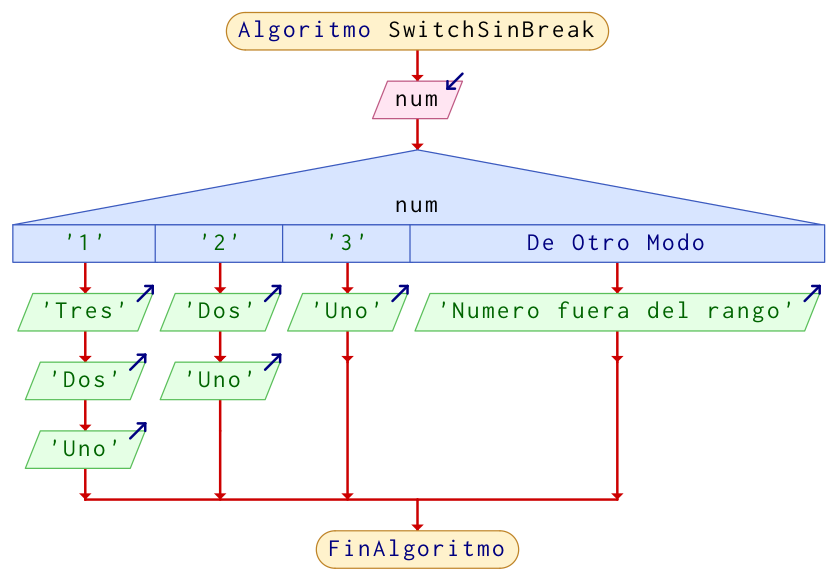 Algoritmo SwitchSinBreak
num
num
'1' '2' '3' De Otro Modo
'Tres' 'Dos' 'Uno' 'Numero fuera del rango'
'Dos' 'Uno'
'Uno'
FinAlgoritmo